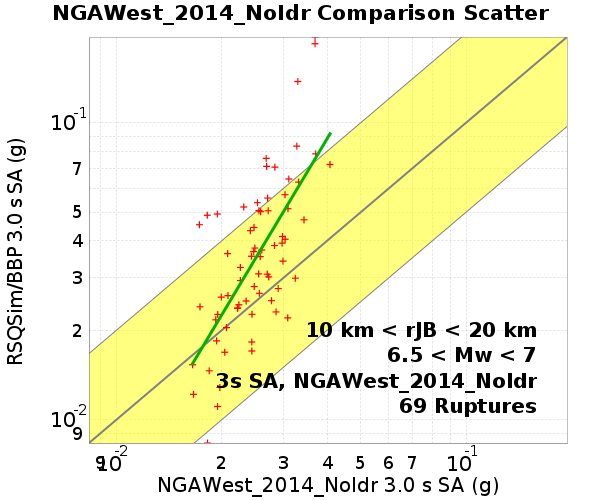 NGAWest_2014_NoIdr Comparison Scatter
RSQSim/BBP 3.0 s SA (g)
10⁻¹
7
5
4
3
2
10⁻²
9
10 km < rJB < 20 km
6.5 < Mw < 7
3s SA, NGAWest_2014_NoIdr
69 Ruptures
9 10⁻² 2 3 4 5 6 7 10⁻¹
NGAWest_2014_NoIdr 3.0 s SA (g)